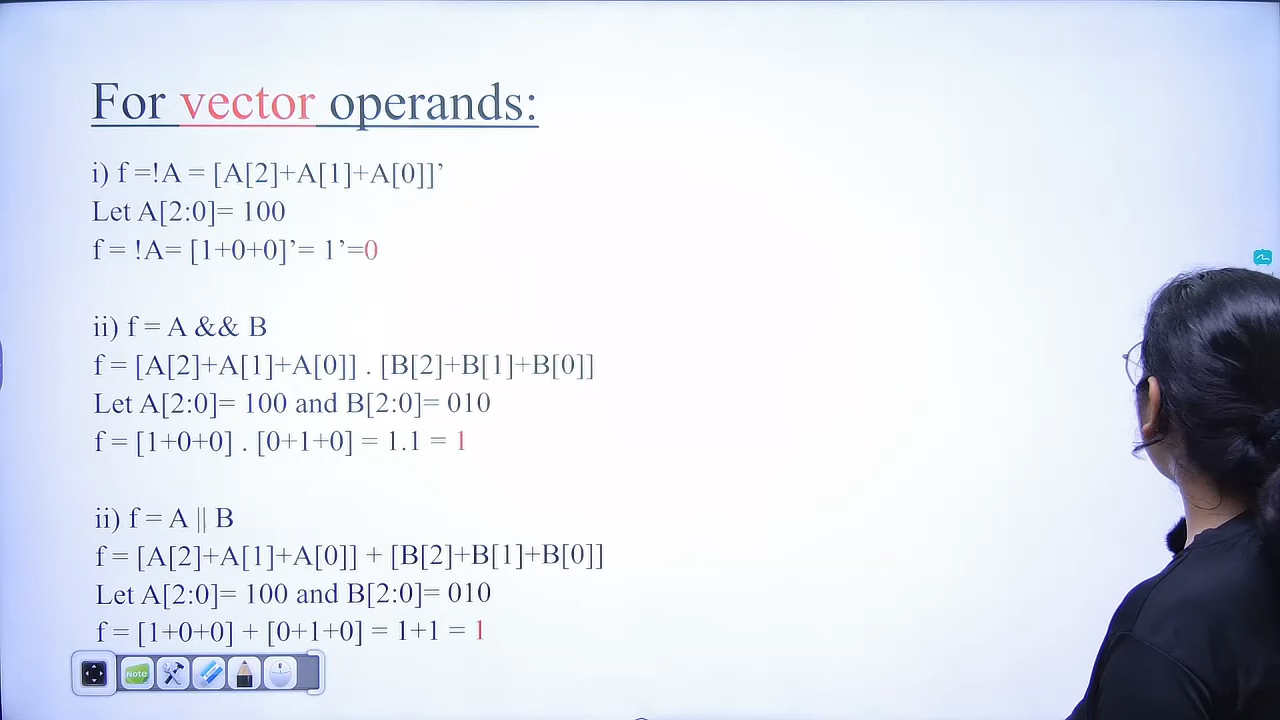 For vector operands:
i) f =!A = [A[2]+A[1]+A[0]]’
Let A[2:0]= 100
f = !A= [1+0+0]’= 1’=0
ii) f = A && B
f = [A[2]+A[1]+A[0]] . [B[2]+B[1]+B[0]]
Let A[2:0]= 100 and B[2:0]= 010
f = [1+0+0] . [0+1+0] = 1.1 = 1
ii) f = A || B
f = [A[2]+A[1]+A[0]] + [B[2]+B[1]+B[0]]
Let A[2:0]= 100 and B[2:0]= 010
f = [1+0+0] + [0+1+0] = 1+1 = 1
Note